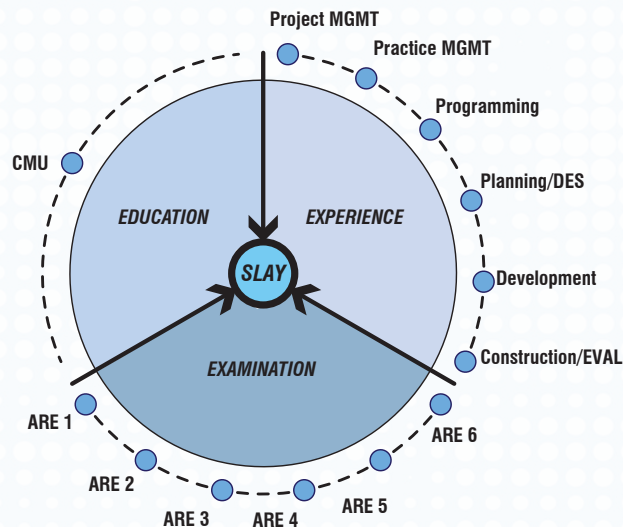 Project MGMT
Practice MGMT
Programming
CMU
Planning/DES
EDUCATION
EXPERIENCE
SLAY
Development
Construction/EVAL
EXAMINATION
ARE 1
ARE 6
ARE 2
ARE 5
ARE 3
ARE 4